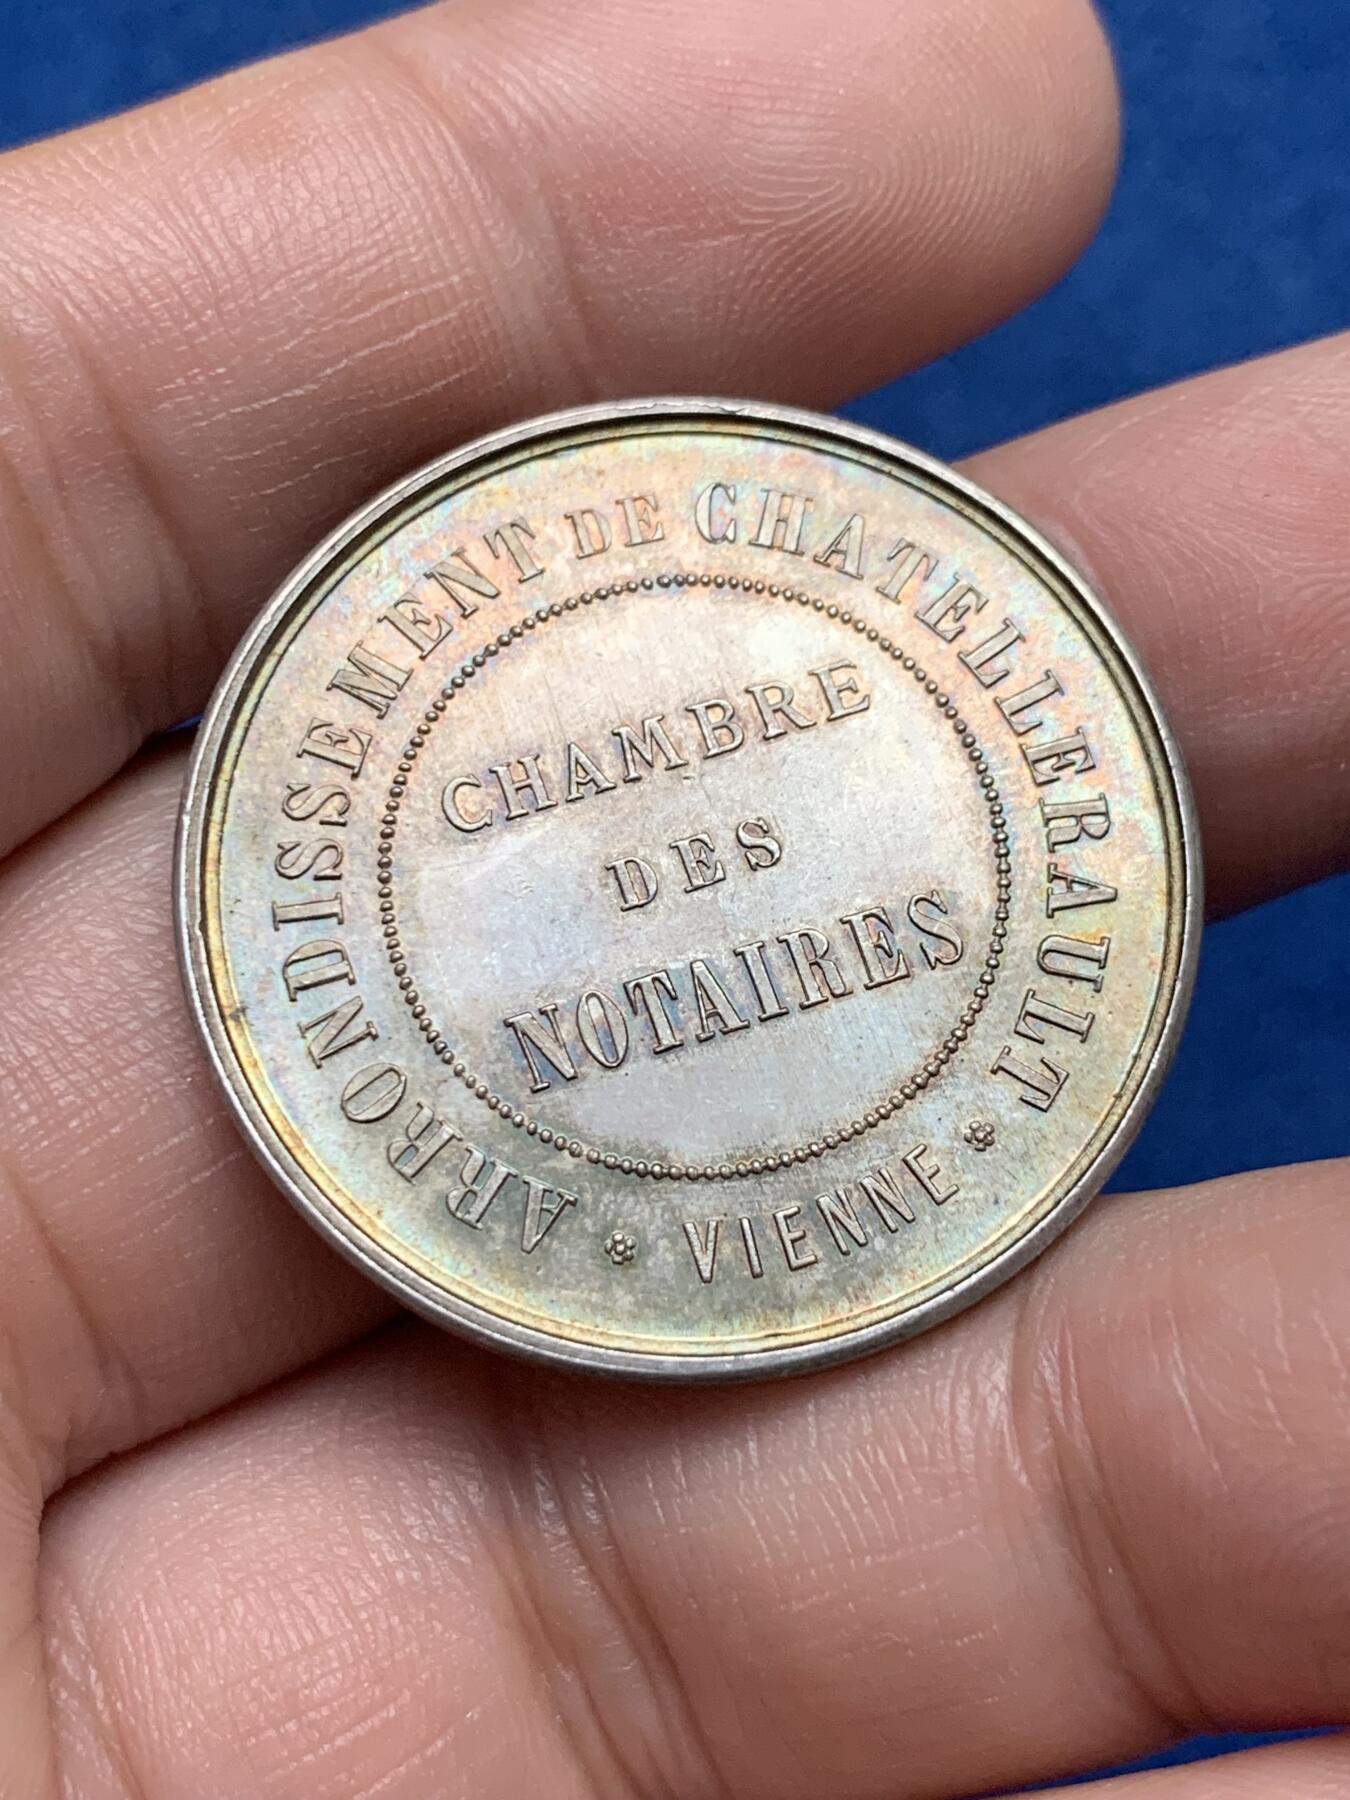 ARRONDISSEMENT DE CHATELLERAULT
CHAMBRE
DES
NOTAIRES
VIENNE